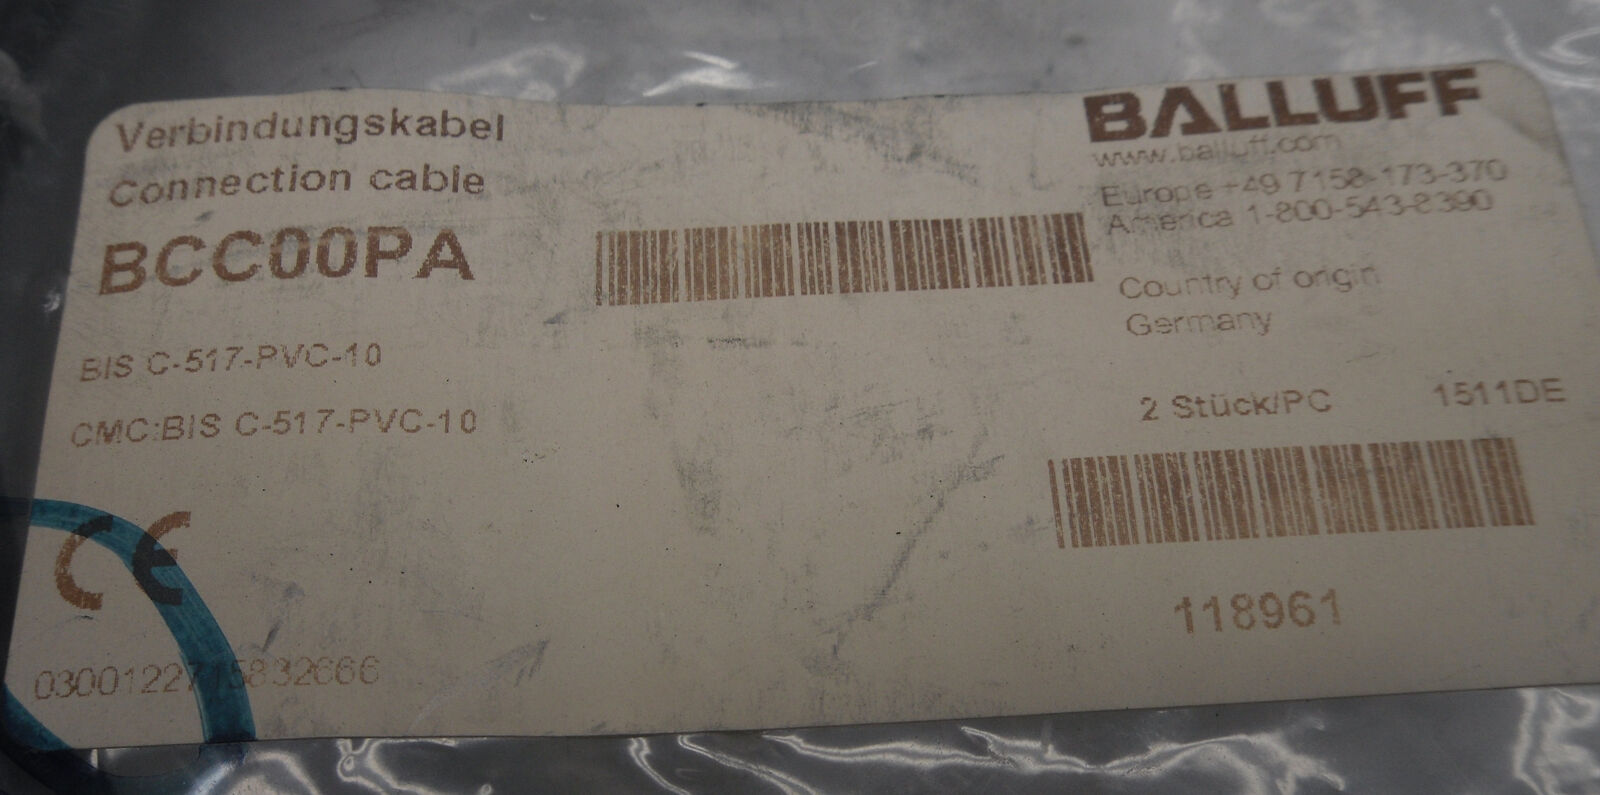 Verbindungskabel
Connection cable
BCC00PA
BIS C-517-PVC-10
CMC:BIS C-517-PVC-10
CE
0300122715832666
BALLUFF
www.balluff.com
Europe +49 7158-173-370
America 1-800-543-8390
Country of origin
Germany
2 Stück/PC 1511DE
118961